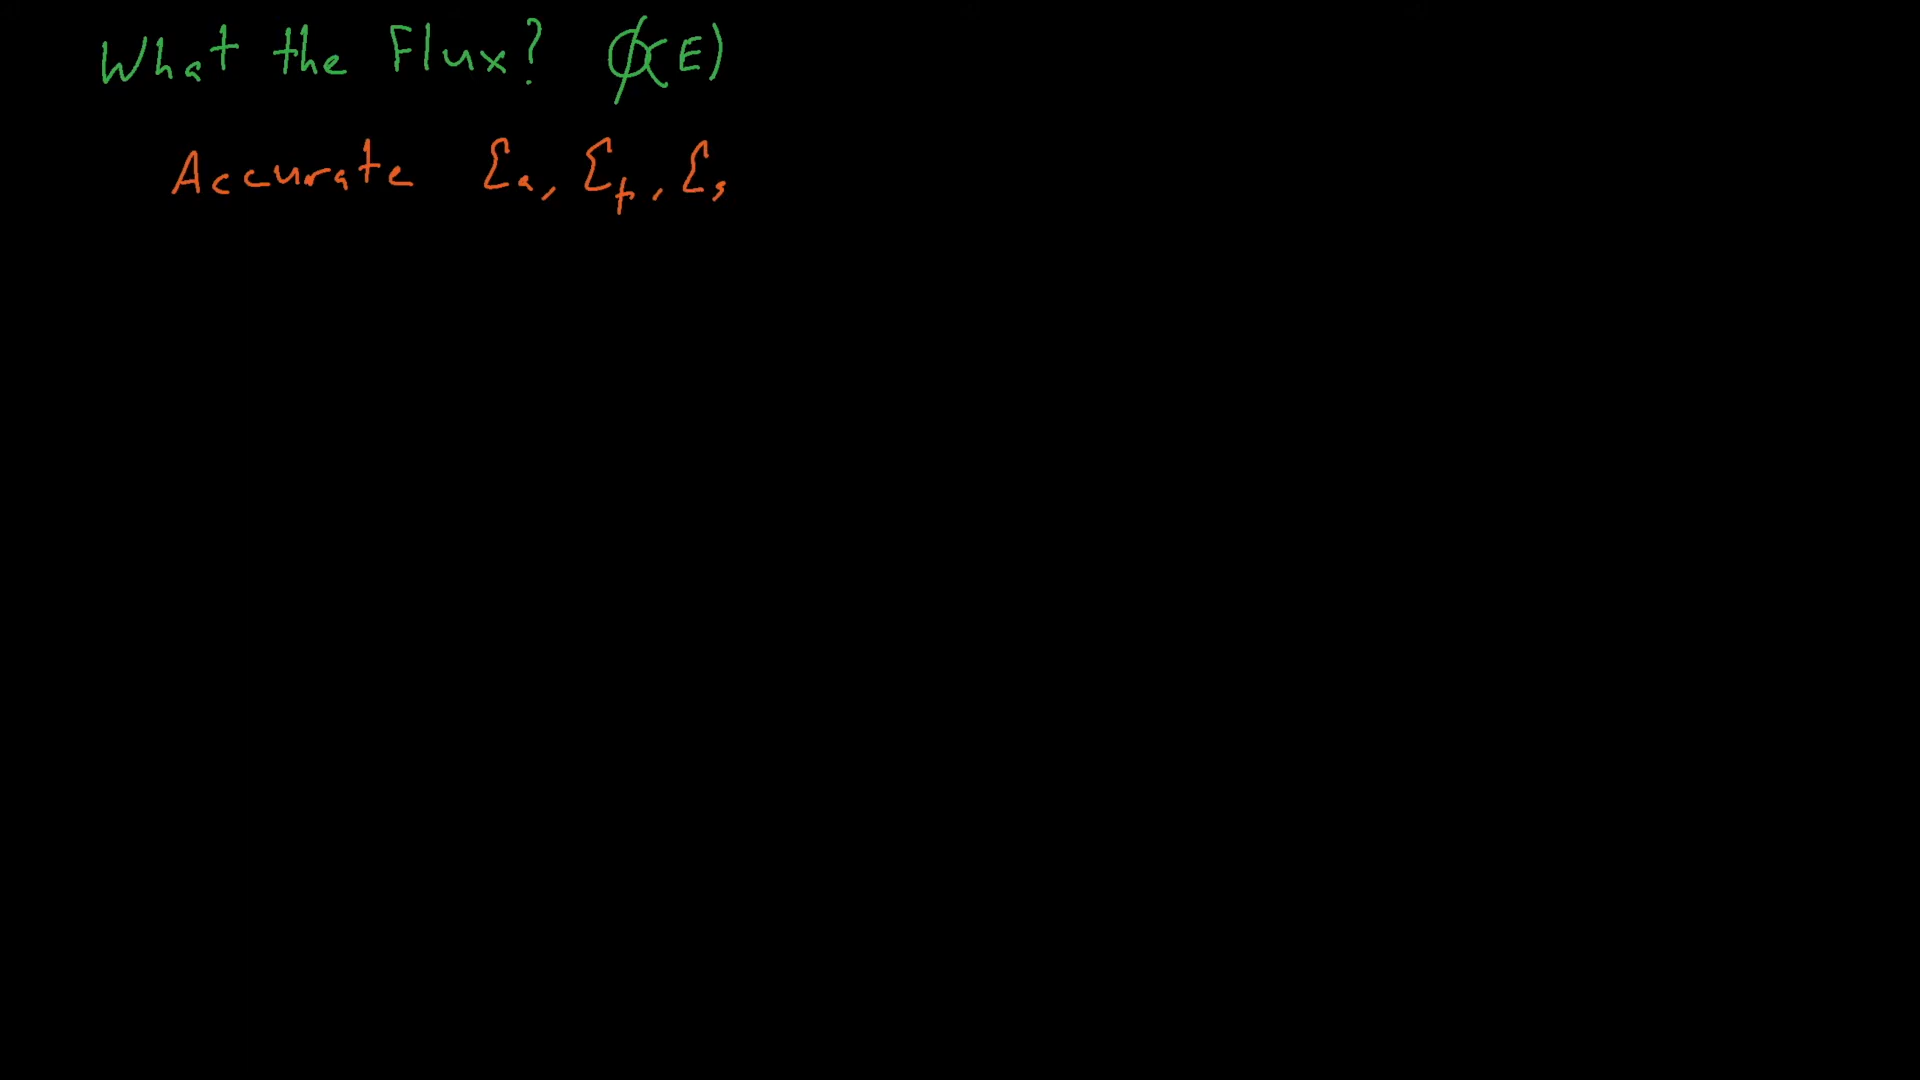 What the Flux? ϕ(E)
Accurate Σa, Σf, Σs